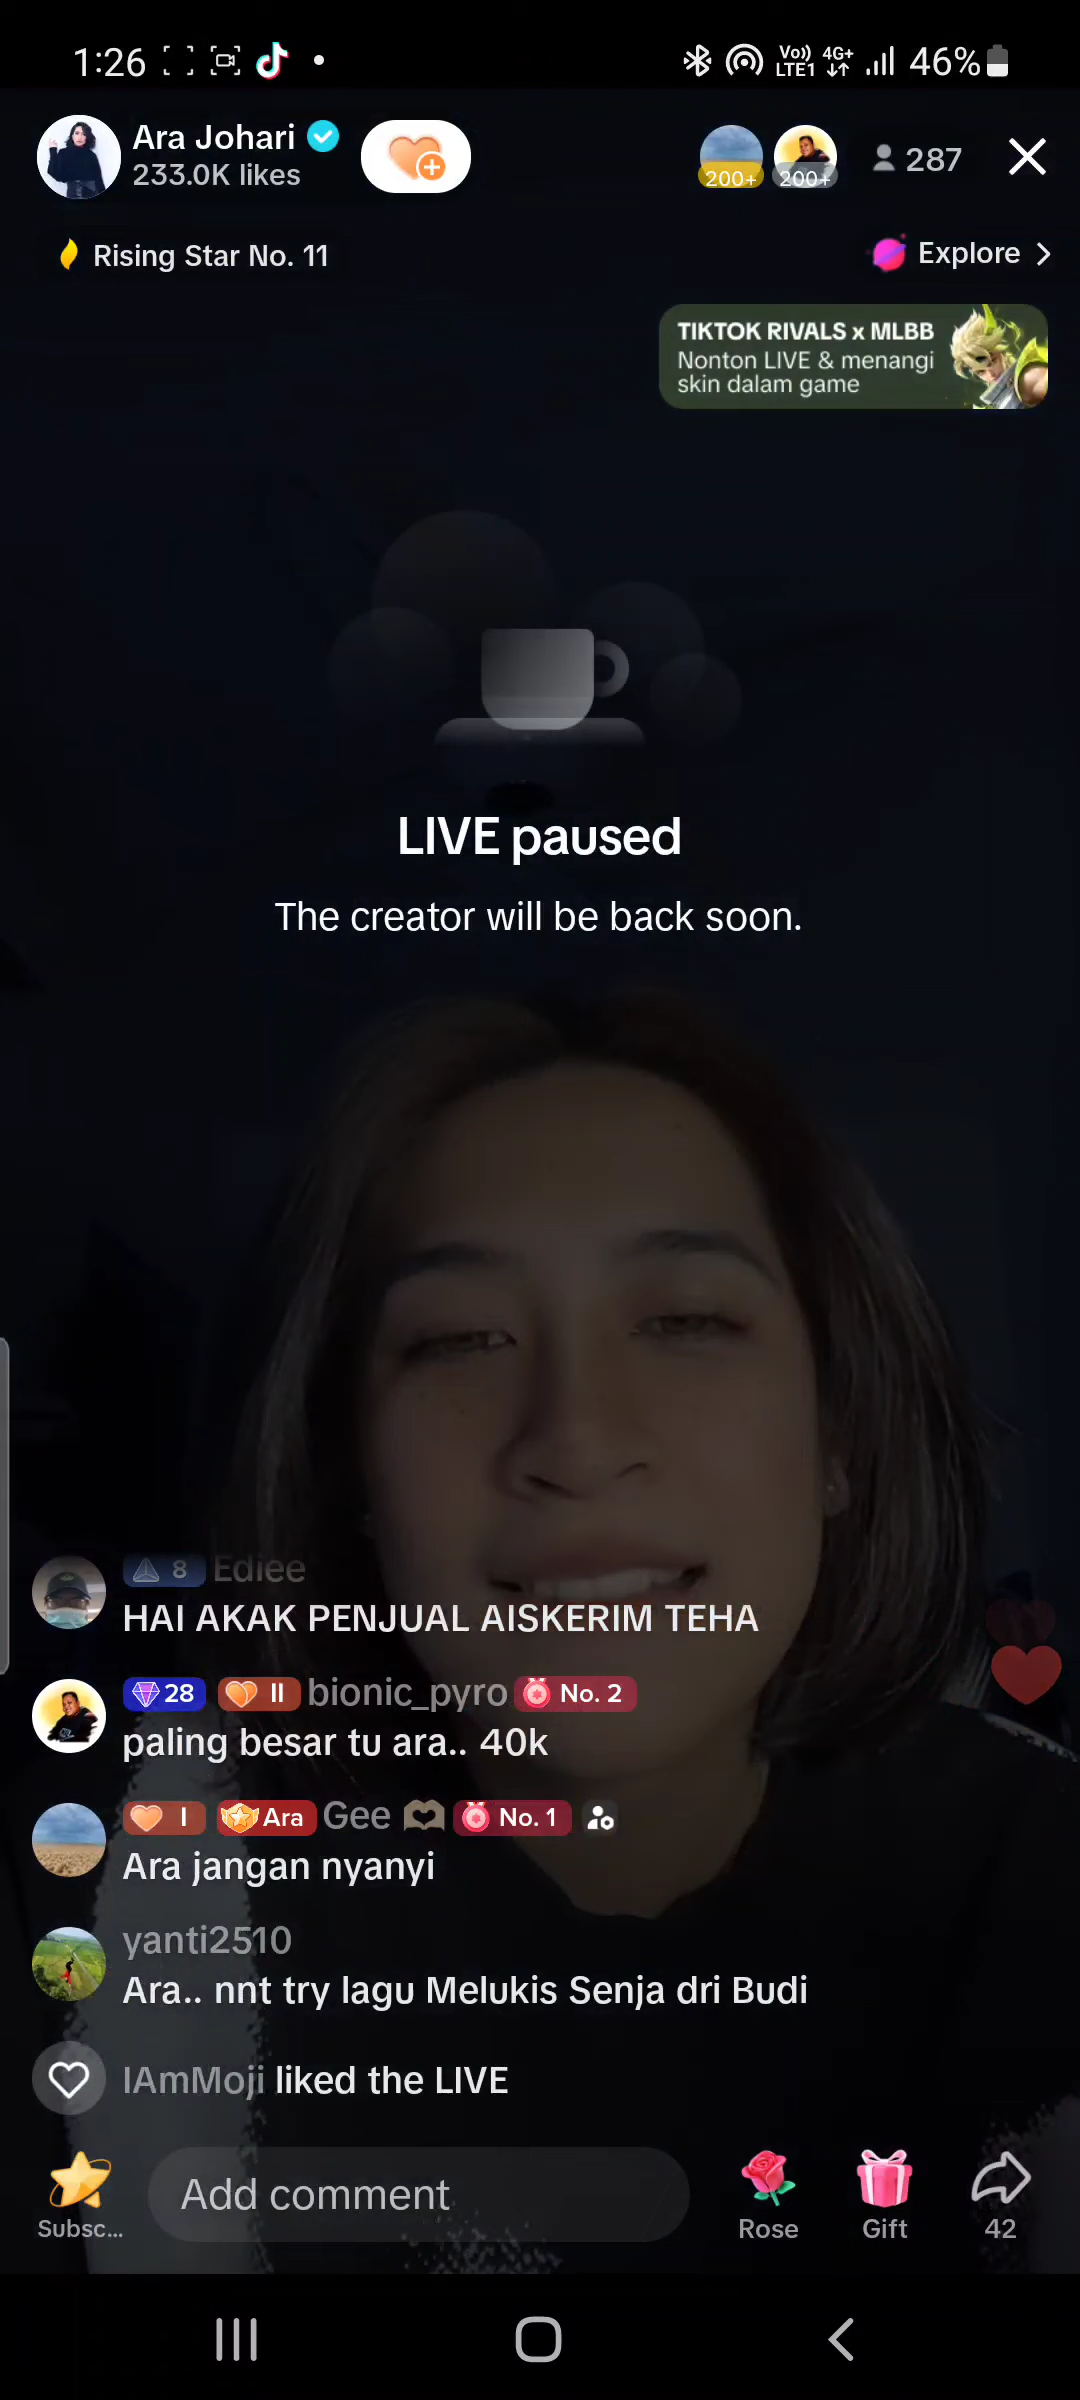 1:26
Vo)) LTE1 4G+ 46%
Ara Johari
233.0K likes
200+ 200+ 287
Rising Star No. 11
Explore
TIKTOK RIVALS x MLBB
Nonton LIVE & menangi
skin dalam game
LIVE paused
The creator will be back soon.
8 Ediee
HAI AKAK PENJUAL AISKERIM TEHA
28 II bionic_pyro No. 2
paling besar tu ara.. 40k
I Ara Gee No. 1
Ara jangan nyanyi
yanti2510
Ara.. nnt try lagu Melukis Senja dri Budi
IAmMoji liked the LIVE
Subsc...
Add comment
Rose
Gift
42